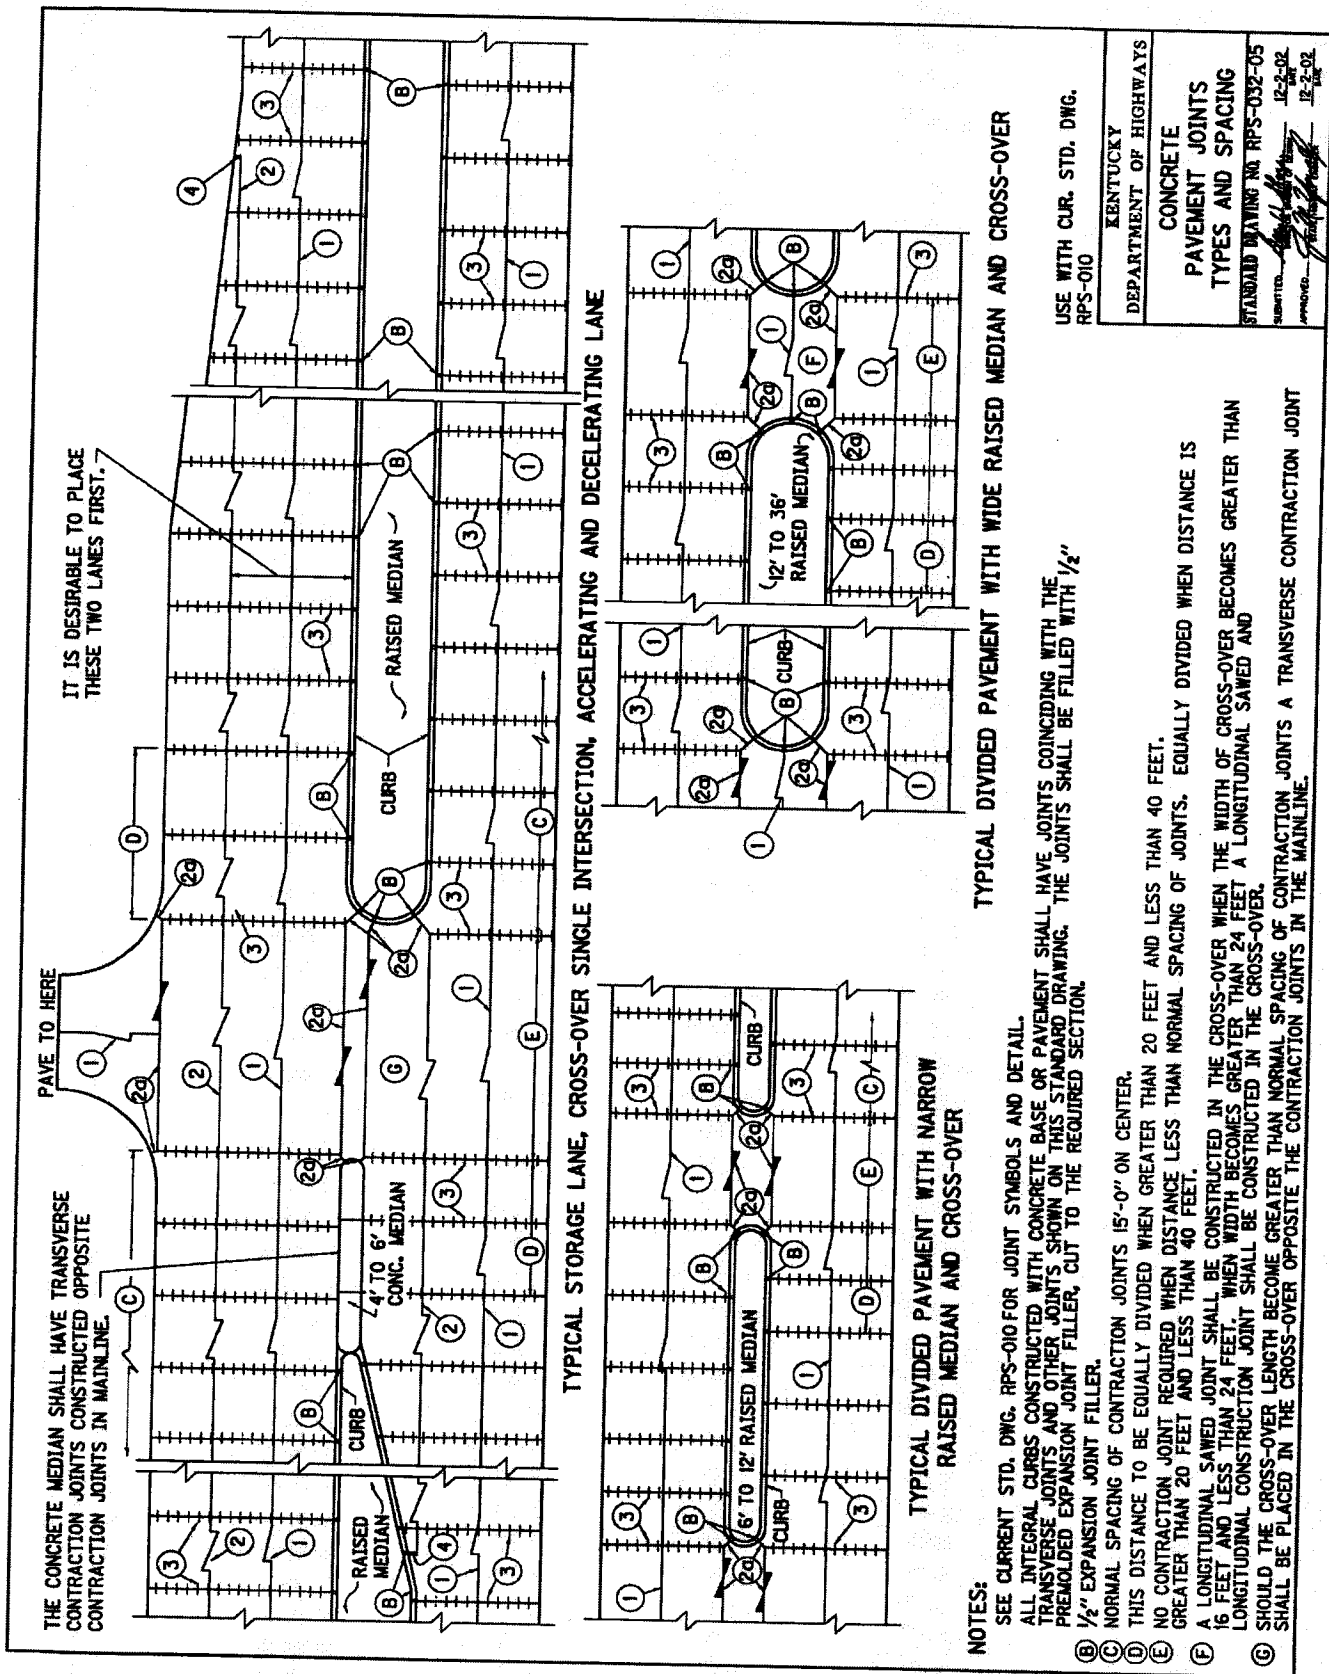 THE CONCRETE MEDIAN SHALL HAVE TRANSVERSE
CONTRACTION JOINTS CONSTRUCTED OPPOSITE
CONTRACTION JOINTS IN MAINLINE.
PAVE TO HERE
IT IS DESIRABLE TO PLACE
THESE TWO LANES FIRST.
RAISED
MEDIAN
CURB
4' TO 6'
CONC. MEDIAN
CURB
RAISED MEDIAN
TYPICAL STORAGE LANE, CROSS-OVER SINGLE INTERSECTION, ACCELERATING AND DECELERATING LANE
6' TO 12' RAISED MEDIAN
CURB
CURB
TYPICAL DIVIDED PAVEMENT WITH NARROW
RAISED MEDIAN AND CROSS-OVER
CURB
12' TO 36'
RAISED MEDIAN
TYPICAL DIVIDED PAVEMENT WITH WIDE RAISED MEDIAN AND CROSS-OVER
NOTES:
SEE CURRENT STD. DWG. RPS-010 FOR JOINT SYMBOLS AND DETAIL.
ALL INTEGRAL CURBS CONSTRUCTED WITH CONCRETE BASE OR PAVEMENT SHALL HAVE JOINTS COINCIDING WITH THE
TRANSVERSE JOINTS AND OTHER JOINTS SHOWN ON THIS STANDARD DRAWING. THE JOINTS SHALL BE FILLED WITH 1/2"
PREMOLDED EXPANSION JOINT FILLER, CUT TO THE REQUIRED SECTION.
B 1/2" EXPANSION JOINT FILLER.
C NORMAL SPACING OF CONTRACTION JOINTS 15'-0" ON CENTER.
D THIS DISTANCE TO BE EQUALLY DIVIDED WHEN GREATER THAN 20 FEET AND LESS THAN 40 FEET.
E NO CONTRACTION JOINT REQUIRED WHEN DISTANCE LESS THAN NORMAL SPACING OF JOINTS. EQUALLY DIVIDED WHEN DISTANCE IS
GREATER THAN 20 FEET AND LESS THAN 40 FEET.
F A LONGITUDINAL SAWED JOINT SHALL BE CONSTRUCTED IN THE CROSS-OVER WHEN THE WIDTH OF CROSS-OVER BECOMES GREATER THAN
16 FEET AND LESS THAN 24 FEET. WHEN WIDTH BECOMES GREATER THAN 24 FEET A LONGITUDINAL SAWED AND
LONGITUDINAL CONSTRUCTION JOINT SHALL BE CONSTRUCTED IN THE CROSS-OVER.
G SHOULD THE CROSS-OVER LENGTH BECOME GREATER THAN NORMAL SPACING OF CONTRACTION JOINTS A TRANSVERSE CONTRACTION JOINT
SHALL BE PLACED IN THE CROSS-OVER OPPOSITE THE CONTRACTION JOINTS IN THE MAINLINE.
USE WITH CUR. STD. DWG.
RPS-010
KENTUCKY
DEPARTMENT OF HIGHWAYS
CONCRETE
PAVEMENT JOINTS
TYPES AND SPACING
STANDARD DRAWING NO. RPS-032-05
SUBMITTED 12-2-02
DATE
APPROVED 12-2-02
DATE